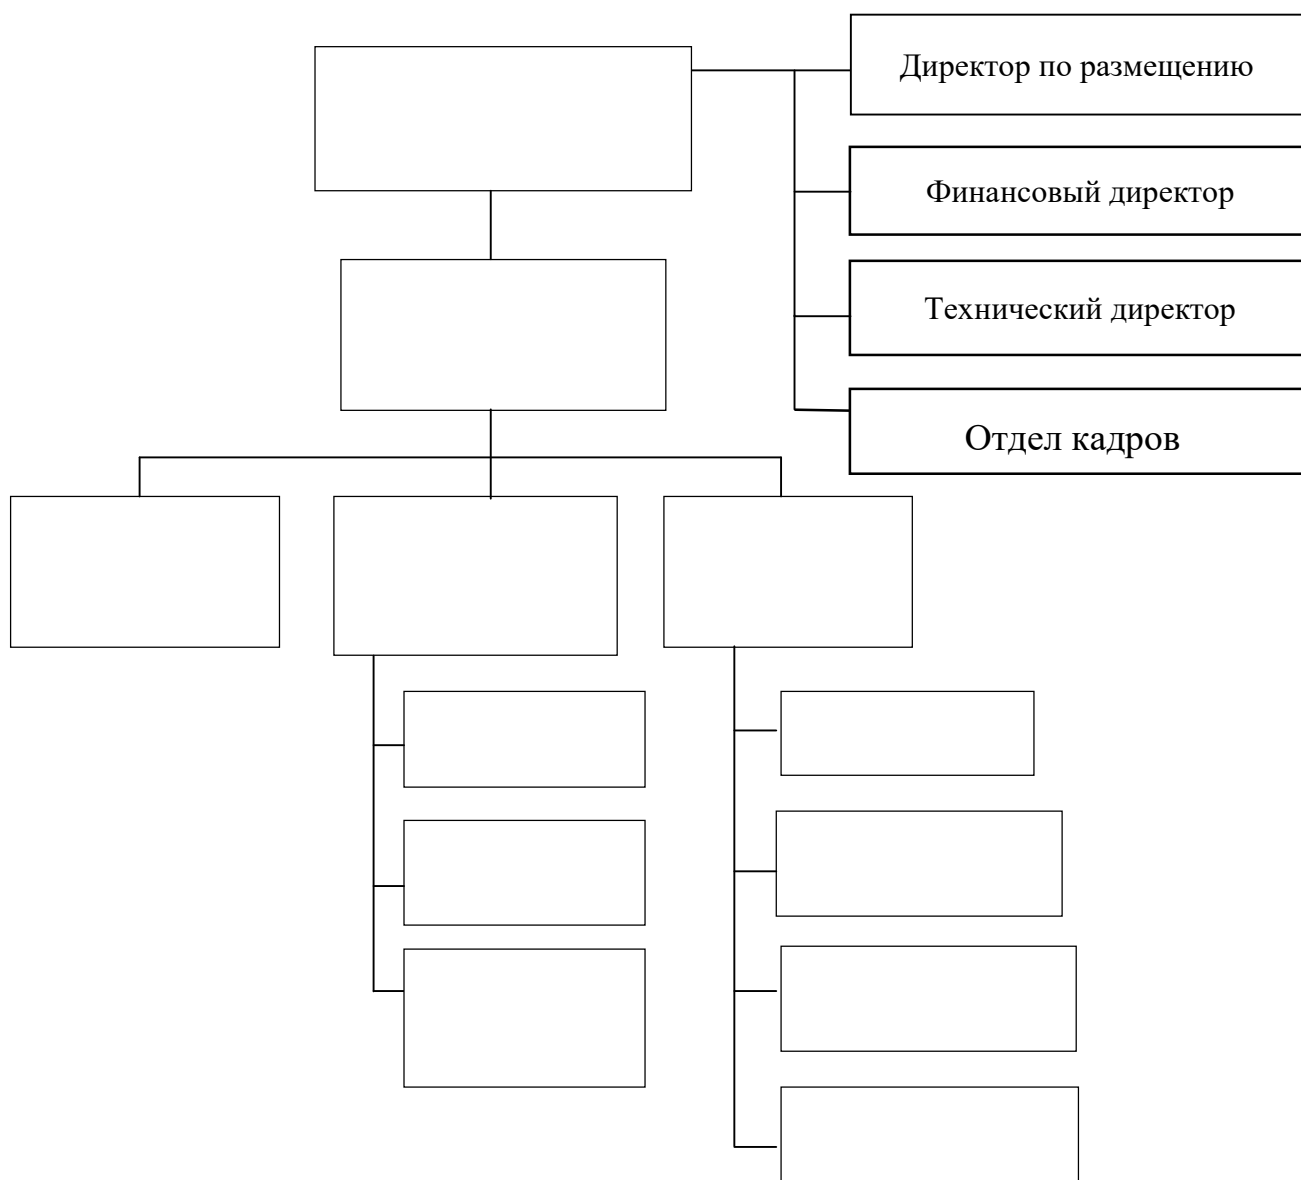 Директор по размещению
Финансовый директор
Технический директор
Отдел кадров